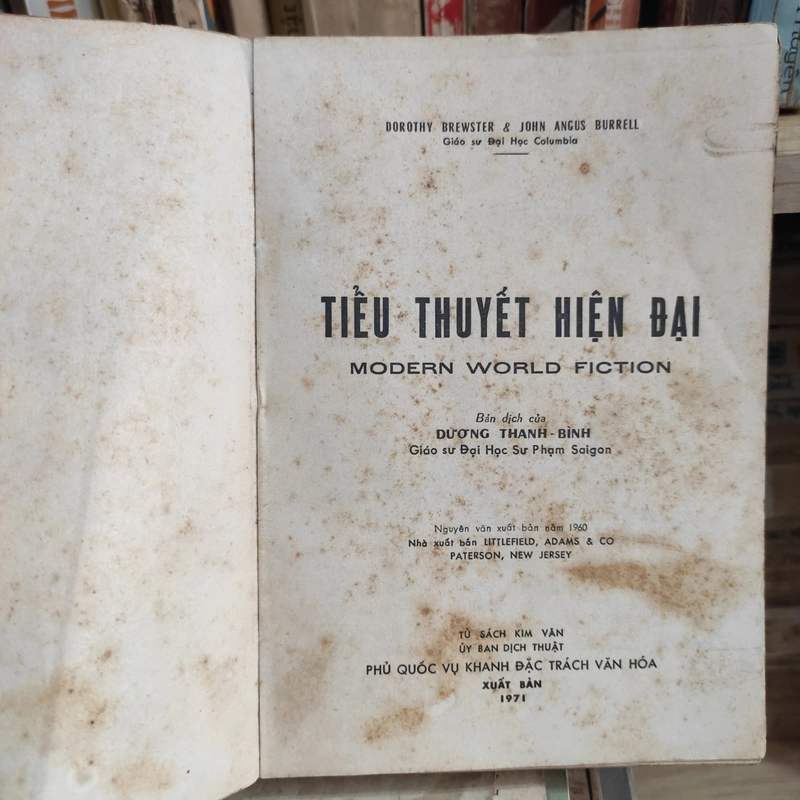 DOROTHY BREWSTER & JOHN ANGUS BURRELL
Giáo sư Đại Học Columbia
TIỂU THUYẾT HIỆN ĐẠI
MODERN WORLD FICTION
Bản dịch của
DƯƠNG THANH-BÌNH
Giáo sư Đại Học Sư Phạm Saigon
Nguyên văn xuất bản năm 1960
Nhà xuất bản LITTLEFIELD, ADAMS & CO
PATERSON, NEW JERSEY
TỦ SÁCH KIM VĂN
ỦY BAN DỊCH THUẬT
PHỦ QUỐC VỤ KHANH ĐẶC TRÁCH VĂN HÓA
XUẤT BẢN
1971